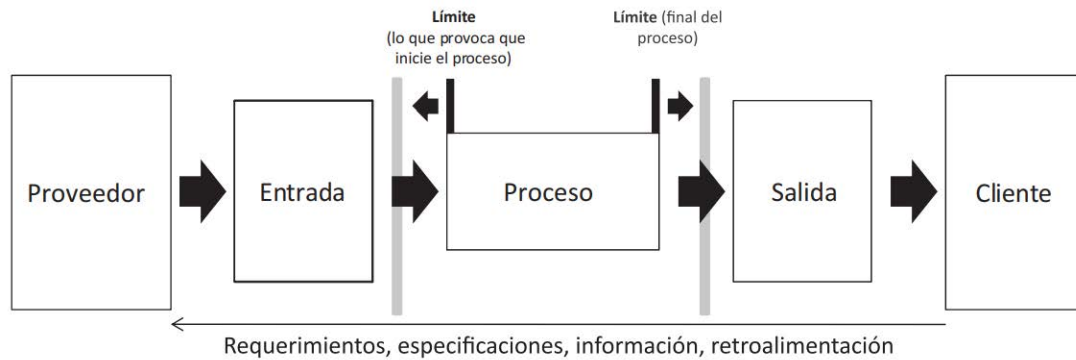 Límite
(lo que provoca que
inicie el proceso)
Límite (final del
proceso)
Proveedor
Entrada
Proceso
Salida
Cliente
Requerimientos, especificaciones, información, retroalimentación